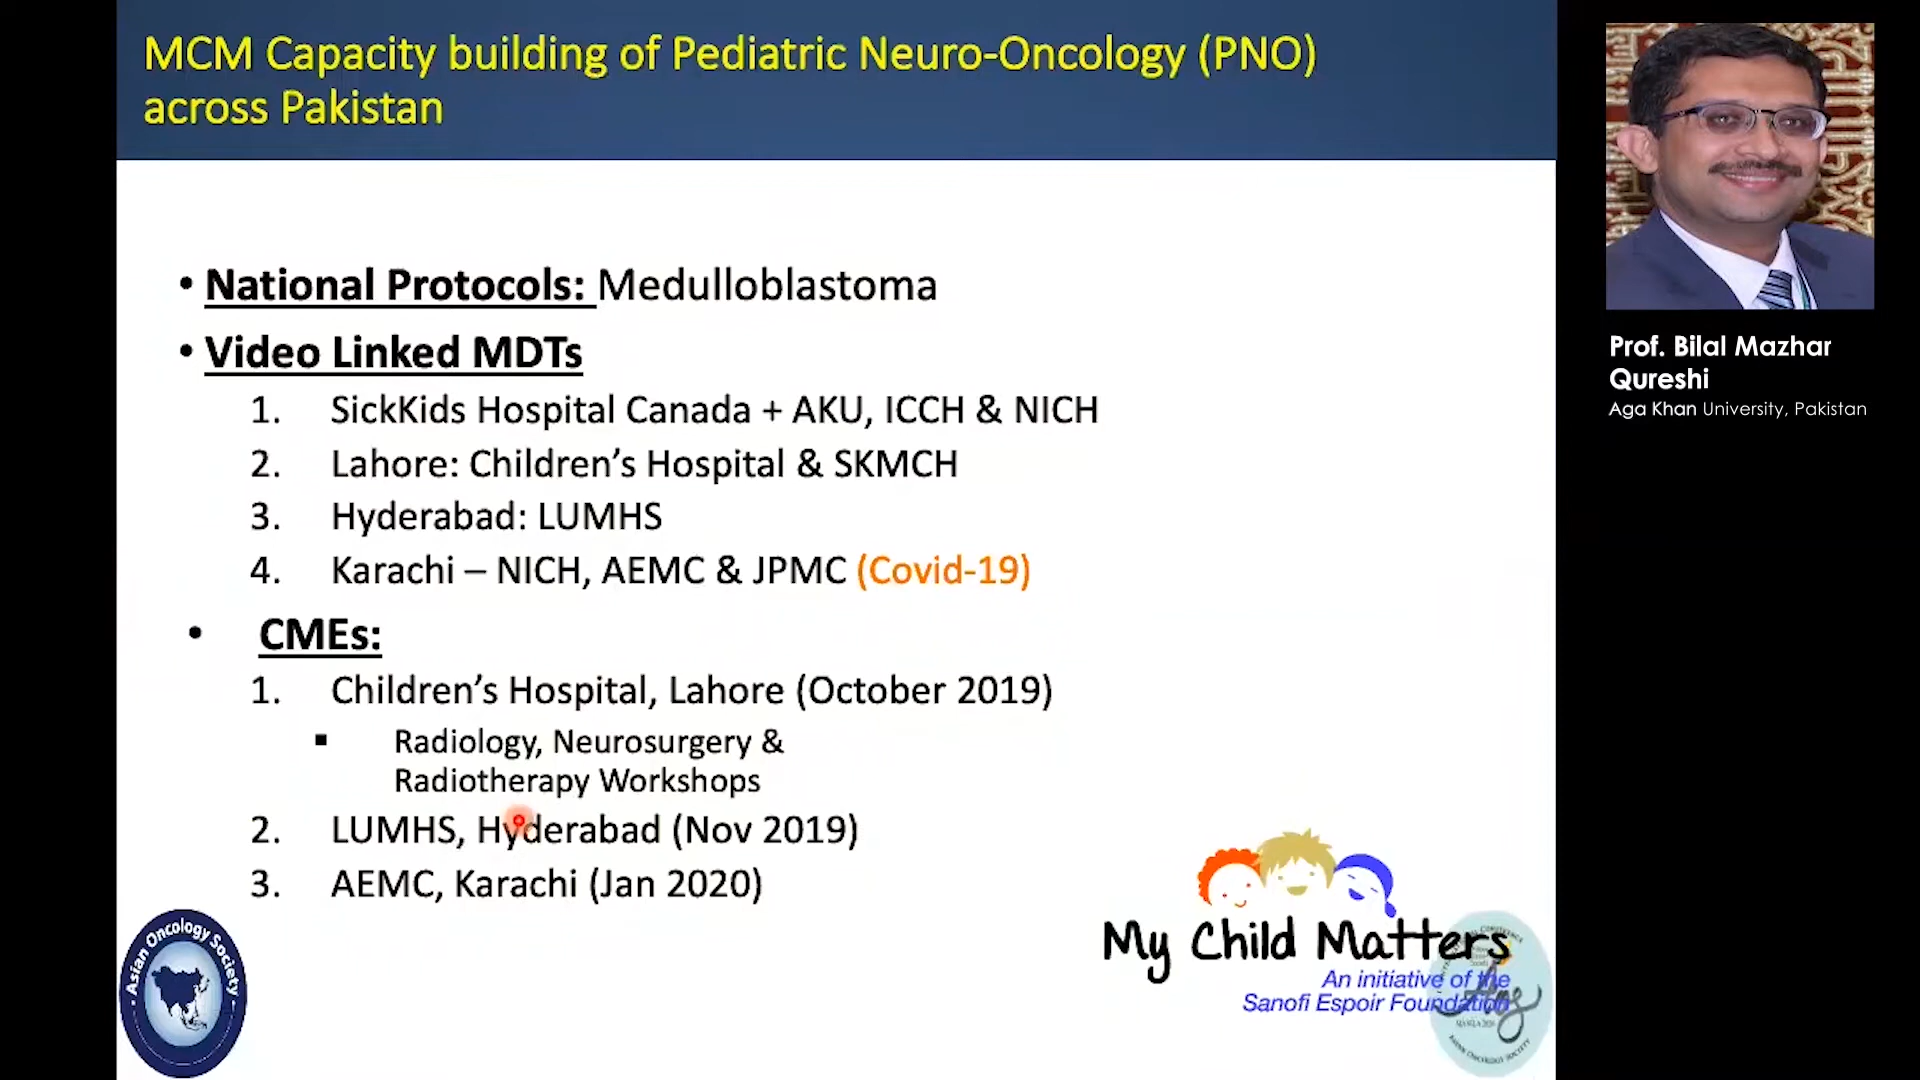 MCM Capacity building of Pediatric Neuro-Oncology (PNO)
across Pakistan
• National Protocols: Medulloblastoma
• Video Linked MDTs
1. SickKids Hospital Canada + AKU, ICCH & NICH
2. Lahore: Children's Hospital & SKMCH
3. Hyderabad: LUMHS
4. Karachi – NICH, AEMC & JPMC (Covid-19)
• CMEs:
1. Children's Hospital, Lahore (October 2019)
▪ Radiology, Neurosurgery &
Radiotherapy Workshops
2. LUMHS, Hyderabad (Nov 2019)
3. AEMC, Karachi (Jan 2020)
Asian Oncology Society
My Child Matters
An initiative of the
Sanofi Espoir Foundation
ASIAN ONCOLOGY SOCIETY
Prof. Bilal Mazhar
Qureshi
Aga Khan University, Pakistan